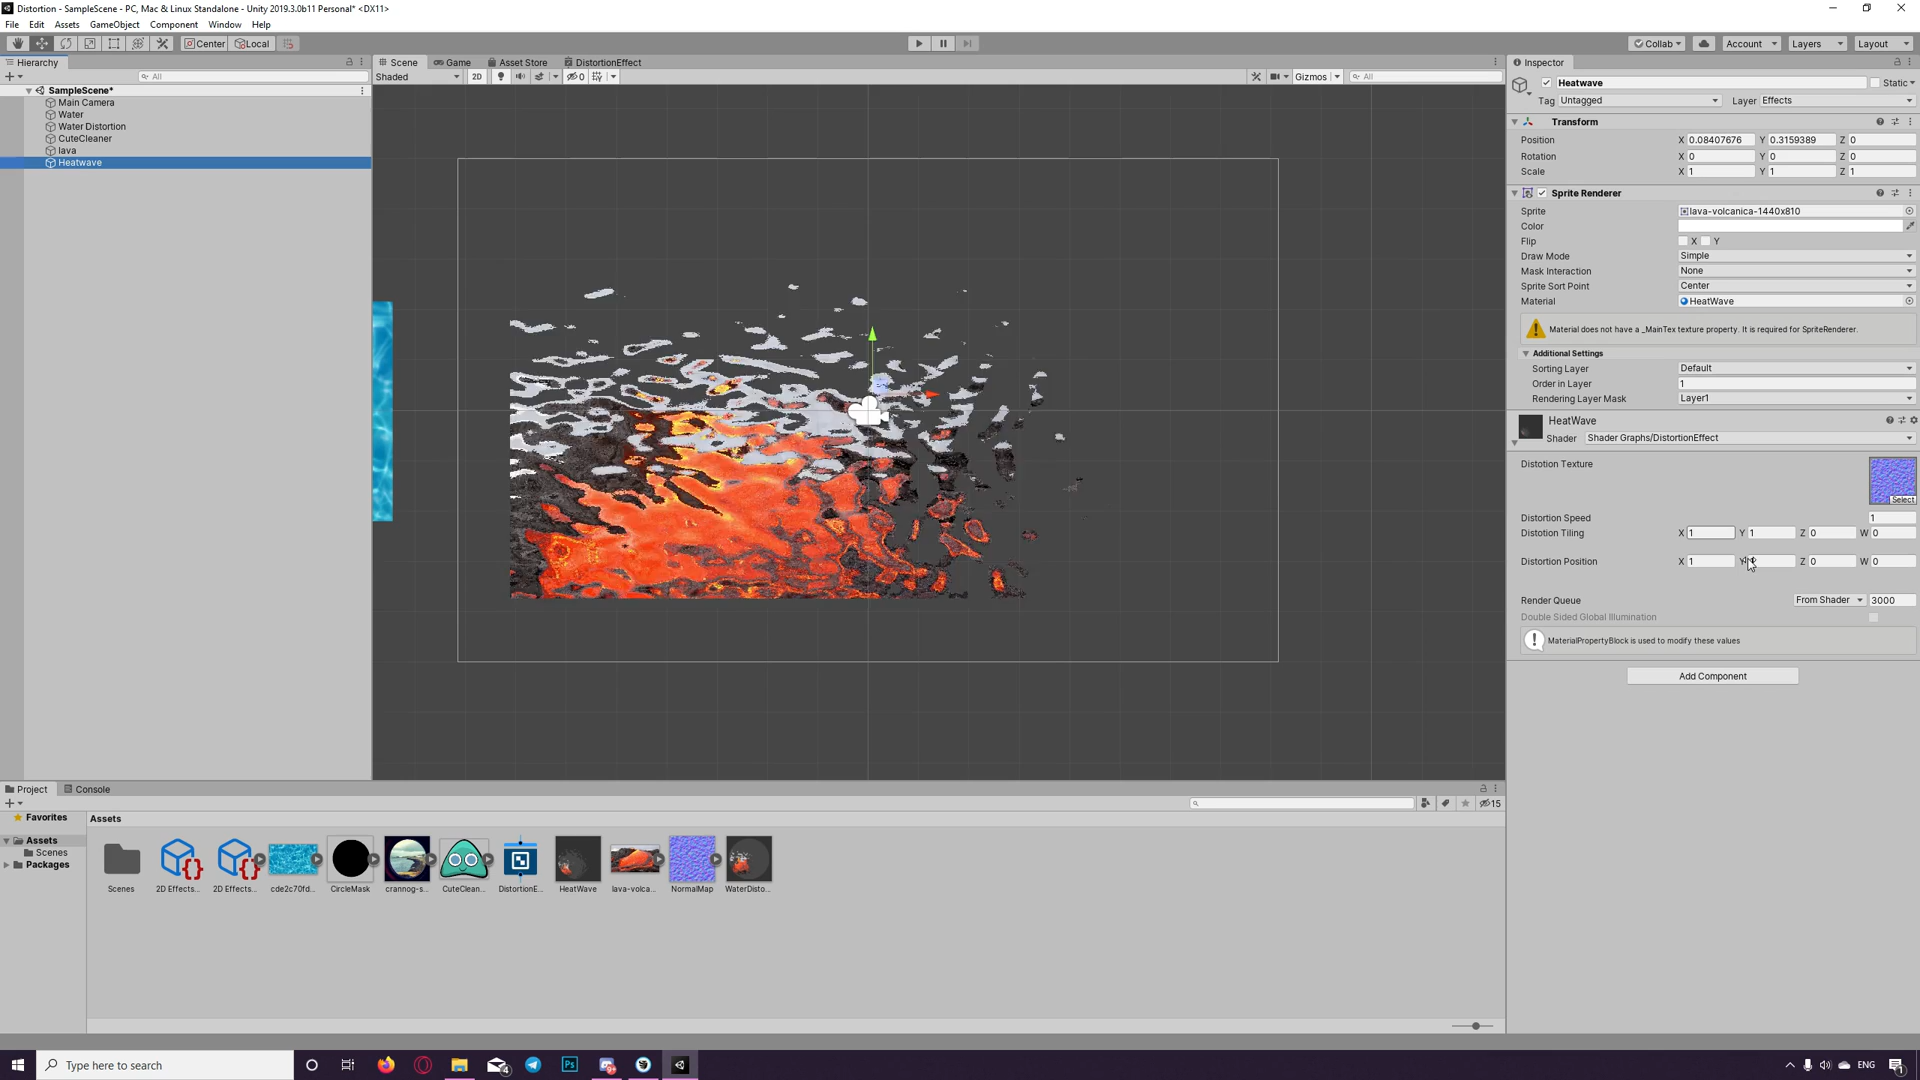 Distortion - SampleScene - PC, Mac & Linux Standalone - Unity 2019.3.0b11 Personal* <DX11>
File Edit Assets GameObject Component Window Help
Center Local Collab Account Layers Layout
Hierarchy
All
SampleScene*
Main Camera
Water
Water Distortion
CuteCleaner
lava
Heatwave
Scene Game Asset Store DistortionEffect
Shaded 2D 0 Gizmos All
Inspector
Heatwave Static
Tag Untagged Layer Effects
Transform
Position X 0.08407676 Y 0.3159389 Z 0
Rotation X 0 Y 0 Z 0
Scale X 1 Y 1 Z 1
Sprite Renderer
Sprite lava-volcanica-1440x810
Color
Flip X Y
Draw Mode Simple
Mask Interaction None
Sprite Sort Point Center
Material HeatWave
Material does not have a _MainTex texture property. It is required for SpriteRenderer.
Additional Settings
Sorting Layer Default
Order in Layer 1
Rendering Layer Mask Layer1
HeatWave
Shader Shader Graphs/DistortionEffect
Distotion Texture
Select
Distortion Speed 1
Distotion Tiling X 1 Y 1 Z 0 W 0
Distortion Position X 1 Z 0 W 0
Render Queue From Shader 3000
Double Sided Global Illumination
MaterialPropertyBlock is used to modify these values
Add Component
Project Console
15
Favorites
Assets
Scenes
Packages
Assets
Scenes 2D Effects... 2D Effects... cde2c70fd... CircleMask crannog-s... CuteClean... DistortionE... HeatWave lava-volca... NormalMap WaterDisto...
Type here to search
ENG